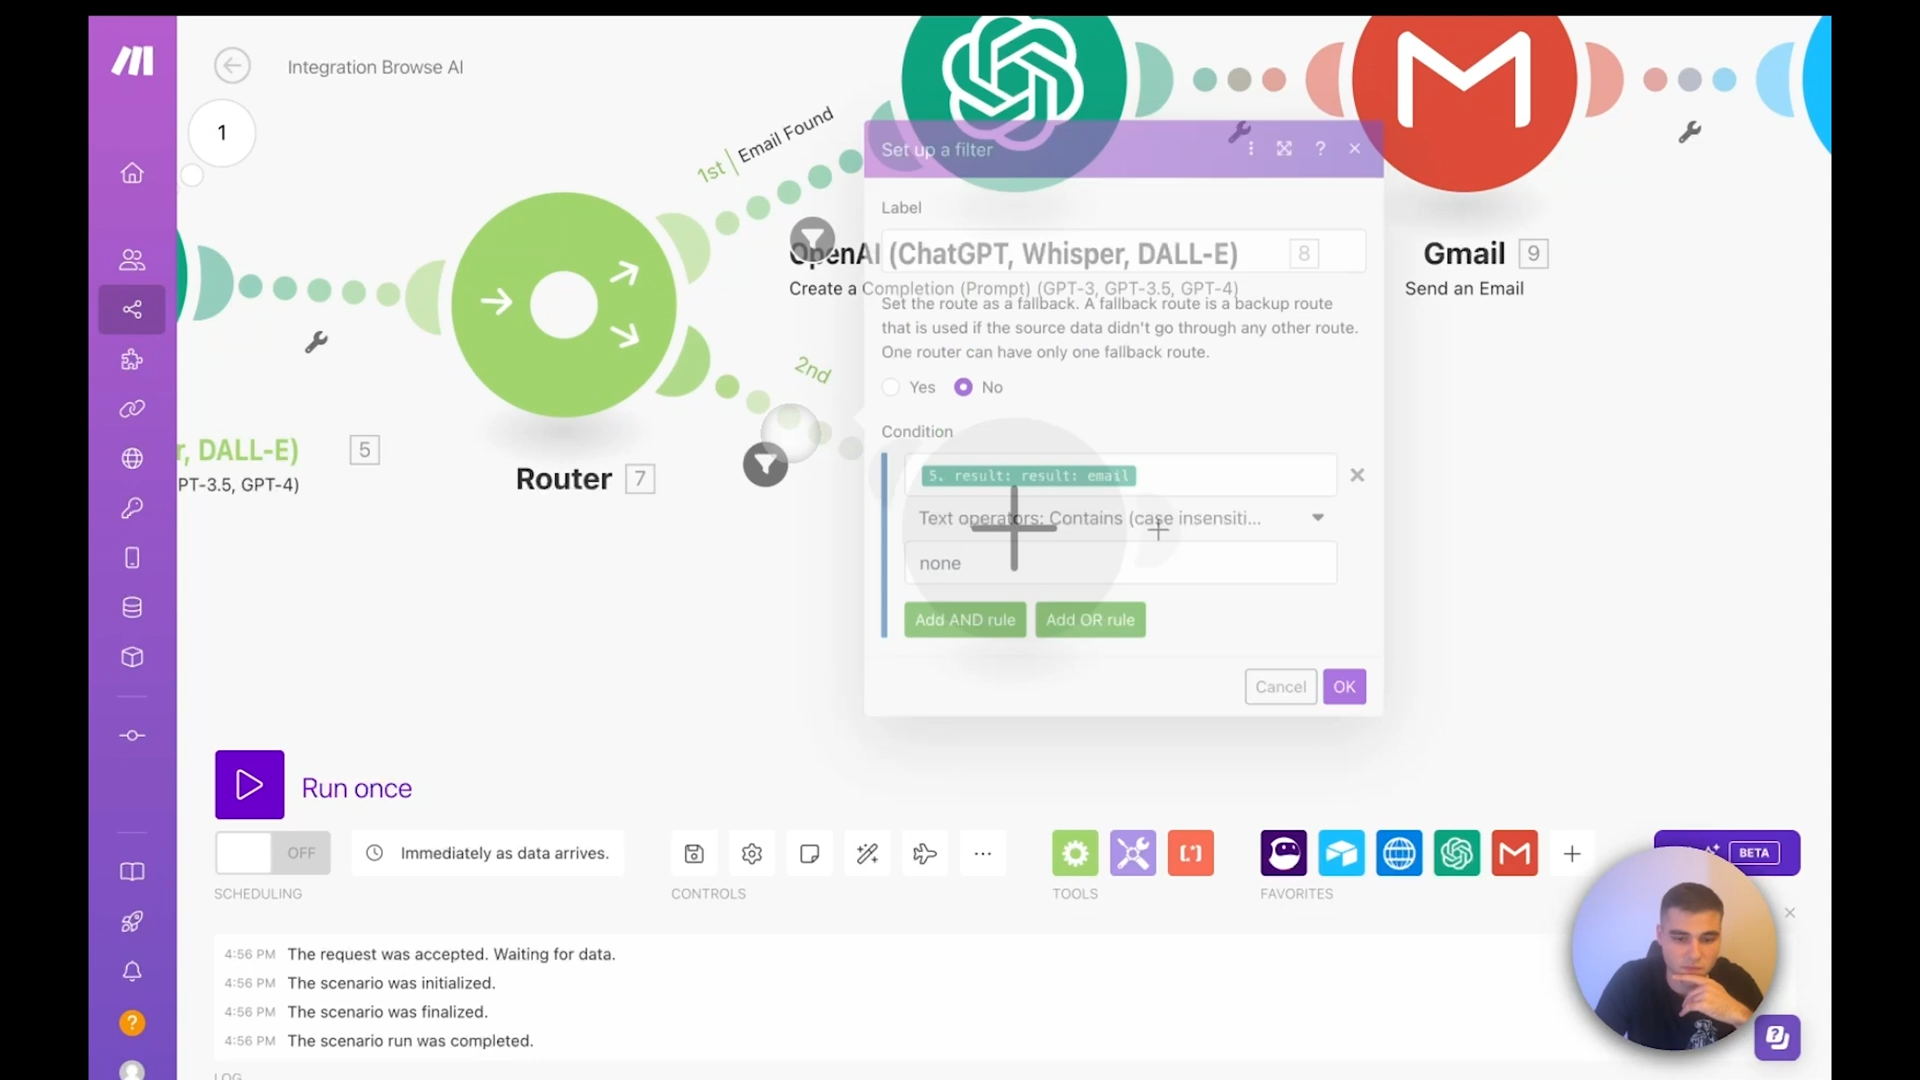 Integration Browse AI
1
1st | Email Found
Set up a filter
?
Label
OpenAI (ChatGPT, Whisper, DALL-E)
8
Create a Completion (Prompt) (GPT-3, GPT-3.5, GPT-4)
Gmail
9
Send an Email
Set the route as a fallback. A fallback route is a backup route
that is used if the source data didn't go through any other route.
One router can have only one fallback route.
2nd
Yes
No
Condition
r, DALL-E)
5
PT-3.5, GPT-4)
Router
7
5. result: result: email
Text operators: Contains (case insensiti...
none
Add AND rule
Add OR rule
Cancel
OK
Run once
OFF
Immediately as data arrives.
SCHEDULING
CONTROLS
TOOLS
FAVORITES
BETA
4:56 PM The request was accepted. Waiting for data.
4:56 PM The scenario was initialized.
4:56 PM The scenario was finalized.
4:56 PM The scenario run was completed.
?
LOG